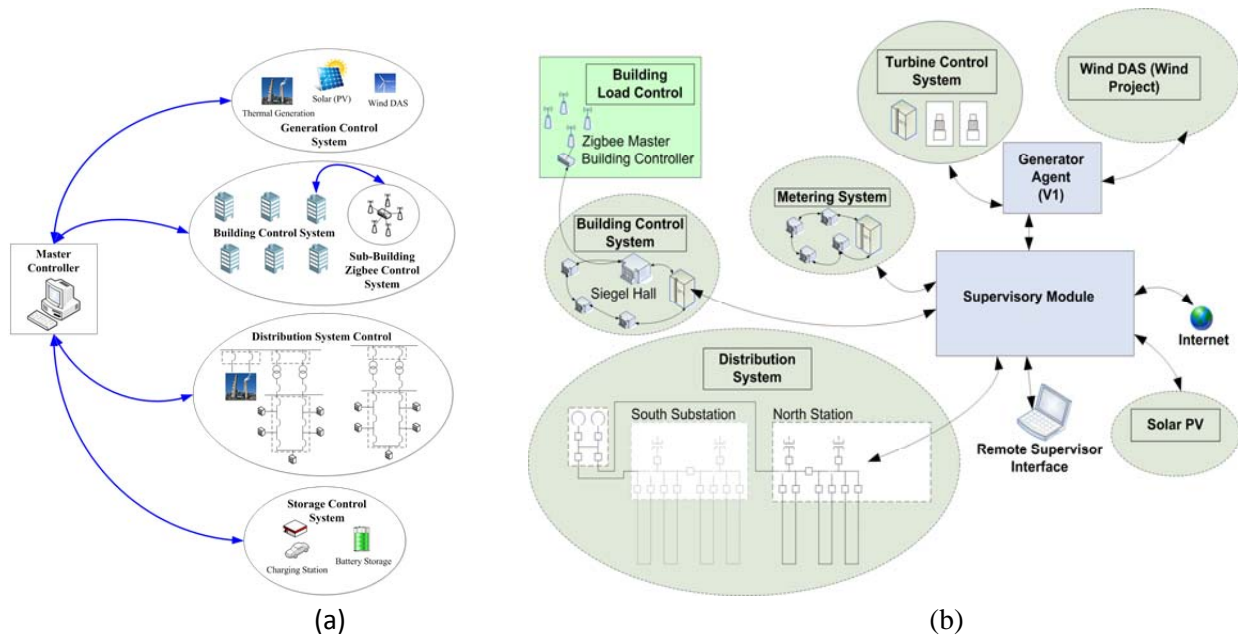 Solar (PV)
Wind DAS
Thermal Generation
Generation Control
System
Building Control System
Sub-Building
Zigbee Control
System
Master
Controller
Distribution System Control
Storage Control
System
Charging Station
Battery Storage
(a)
Building
Load Control
Zigbee Master
Building Controller
Turbine Control
System
Wind DAS (Wind
Project)
Generator
Agent
(V1)
Metering System
Building Control
System
Siegel Hall
Supervisory Module
Internet
Distribution
System
South Substation
North Station
Remote Supervisor
Interface
Solar PV
(b)